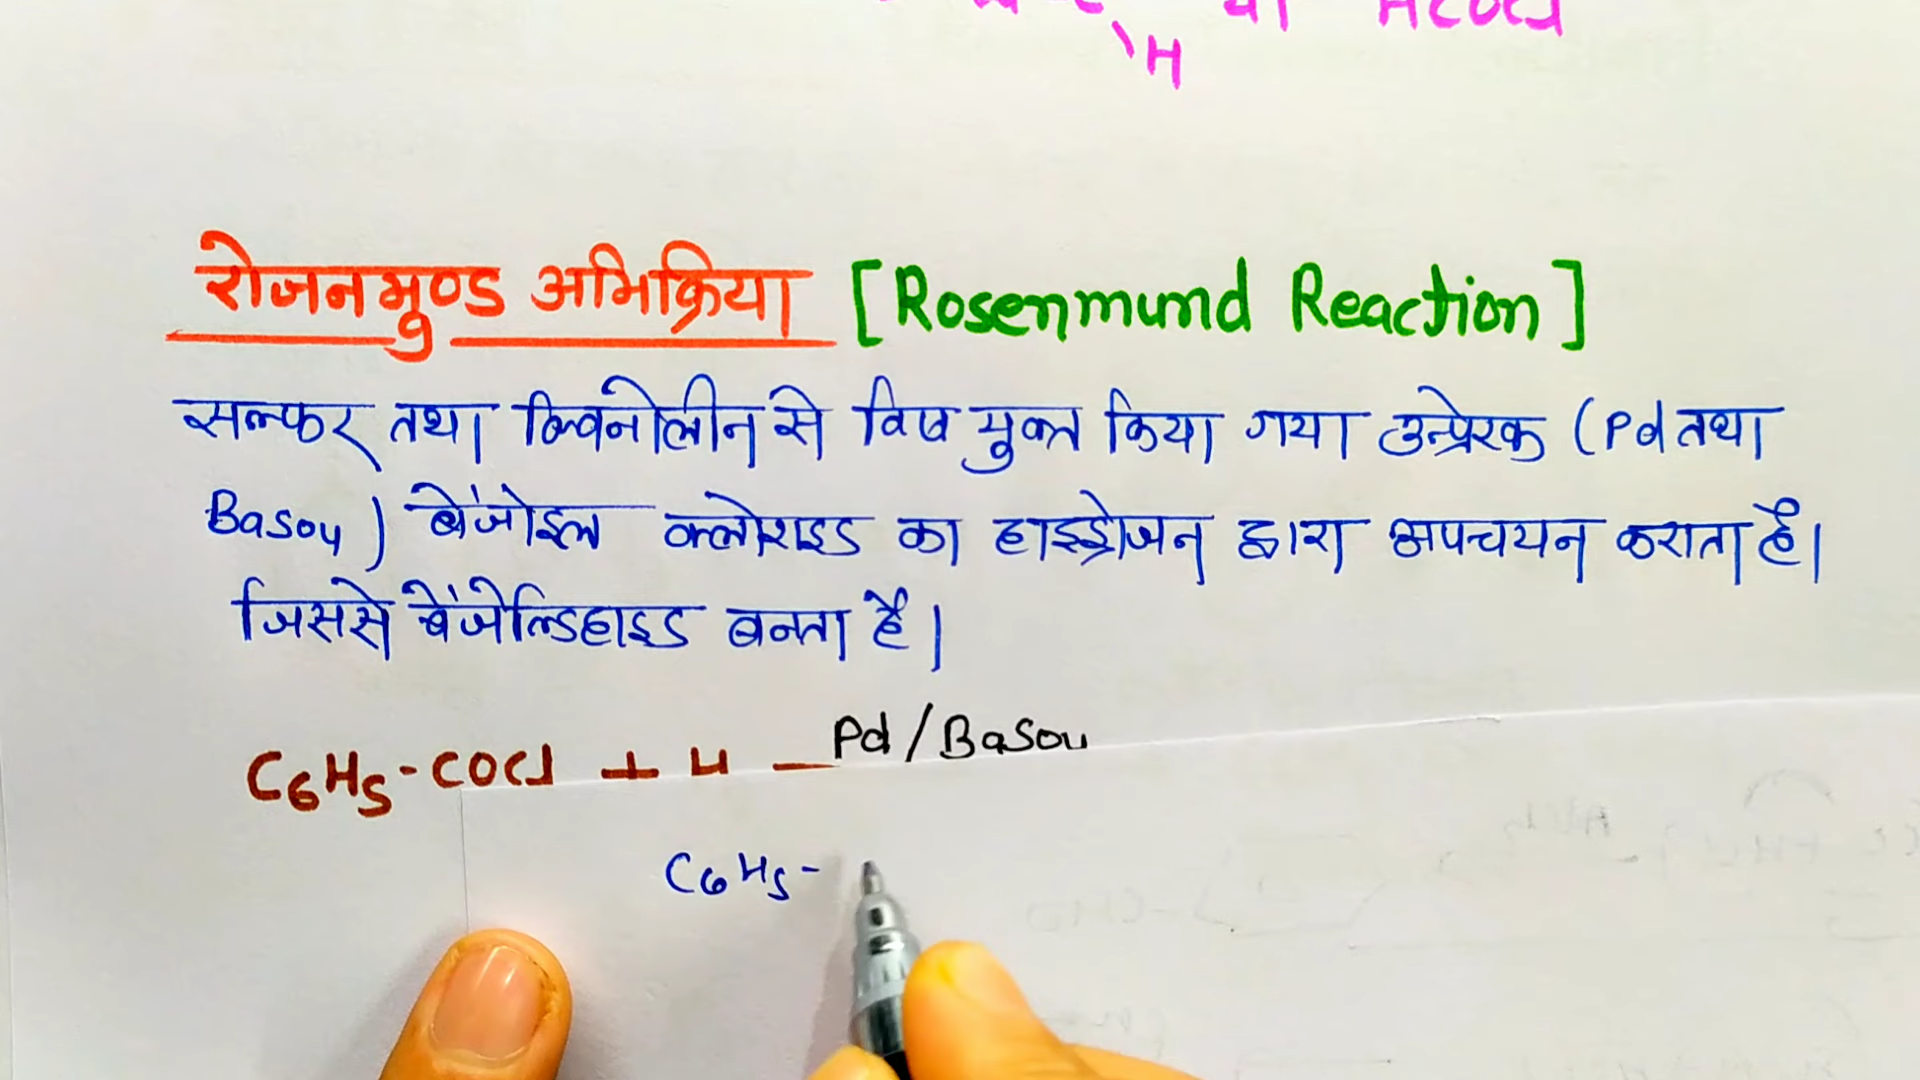 या HCOCl
H
रोजनमुण्ड अभिक्रिया [Rosenmund Reaction]
सल्फर तथा क्विनोलीन से विष मुक्त किया गया उत्प्रेरक (Pd तथा
BaSO4) बेंजोइल क्लोराइड का हाइड्रोजन द्वारा अपचयन कराता है।
जिससे बेंजेल्डिहाइड बनता है।
Pd/BaSO4
C6H5-COCl + H
C6H5-